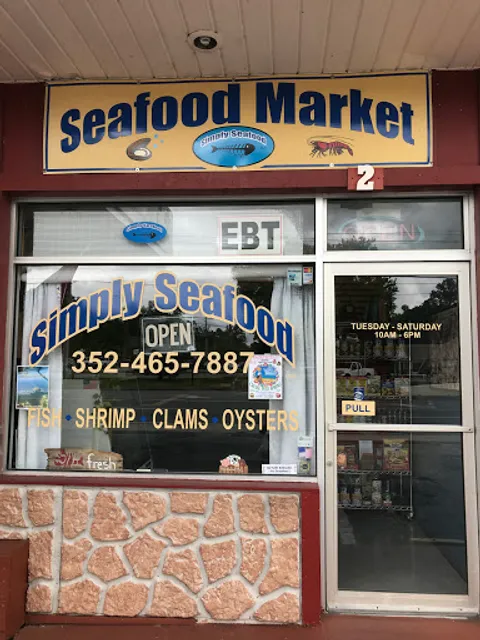 Seafood Market
Simply Seafood
2
EBT
OPEN
Simply Seafood
OPEN
352-465-7887
TUESDAY - SATURDAY
10AM - 6PM
PULL
FISH • SHRIMP • CLAMS • OYSTERS
fresh